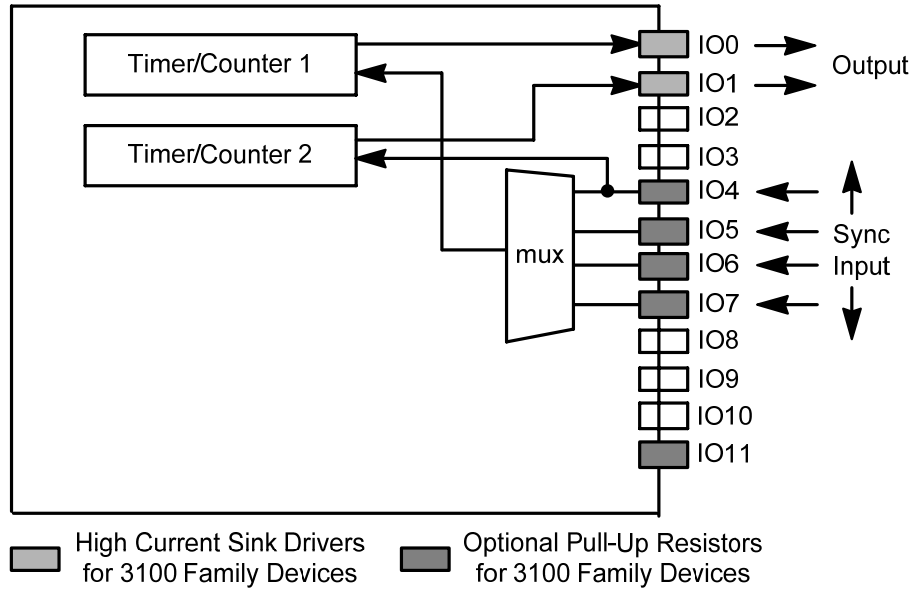 Timer/Counter 1
Timer/Counter 2
mux
IO0
IO1
IO2
IO3
IO4
IO5
IO6
IO7
IO8
IO9
IO10
IO11
Output
Sync
Input
High Current Sink Drivers
for 3100 Family Devices
Optional Pull-Up Resistors
for 3100 Family Devices